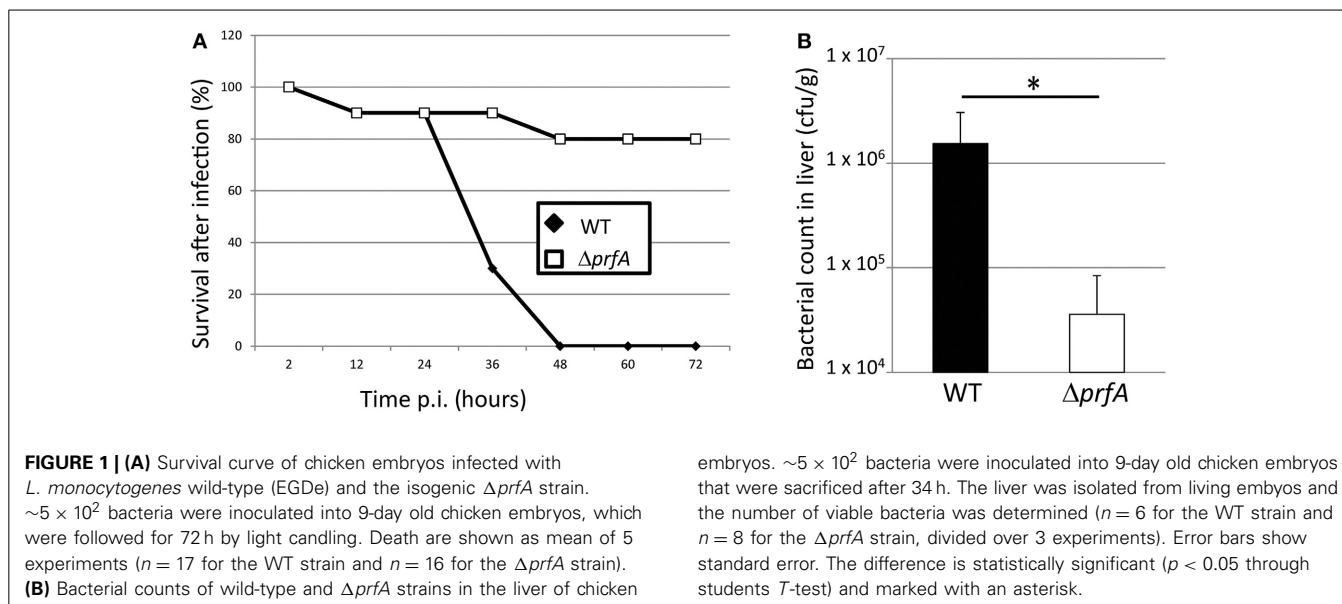 A
120
100
80
60
40
20
0
Survival after infection (%)
2 12 24 36 48 60 72
Time p.i. (hours)
WT
ΔprfA
B
1 x 10⁷
1 x 10⁶
1 x 10⁵
1 x 10⁴
Bacterial count in liver (cfu/g)
*
WT ΔprfA
FIGURE 1 | (A) Survival curve of chicken embryos infected with
L. monocytogenes wild-type (EGDe) and the isogenic ΔprfA strain.
~5 × 10² bacteria were inoculated into 9-day old chicken embryos, which
were followed for 72 h by light candling. Death are shown as mean of 5
experiments (n = 17 for the WT strain and n = 16 for the ΔprfA strain).
(B) Bacterial counts of wild-type and ΔprfA strains in the liver of chicken
embryos. ~5 × 10² bacteria were inoculated into 9-day old chicken embryos
that were sacrificed after 34 h. The liver was isolated from living embyos and
the number of viable bacteria was determined (n = 6 for the WT strain and
n = 8 for the ΔprfA strain, divided over 3 experiments). Error bars show
standard error. The difference is statistically significant (p < 0.05 through
students T-test) and marked with an asterisk.